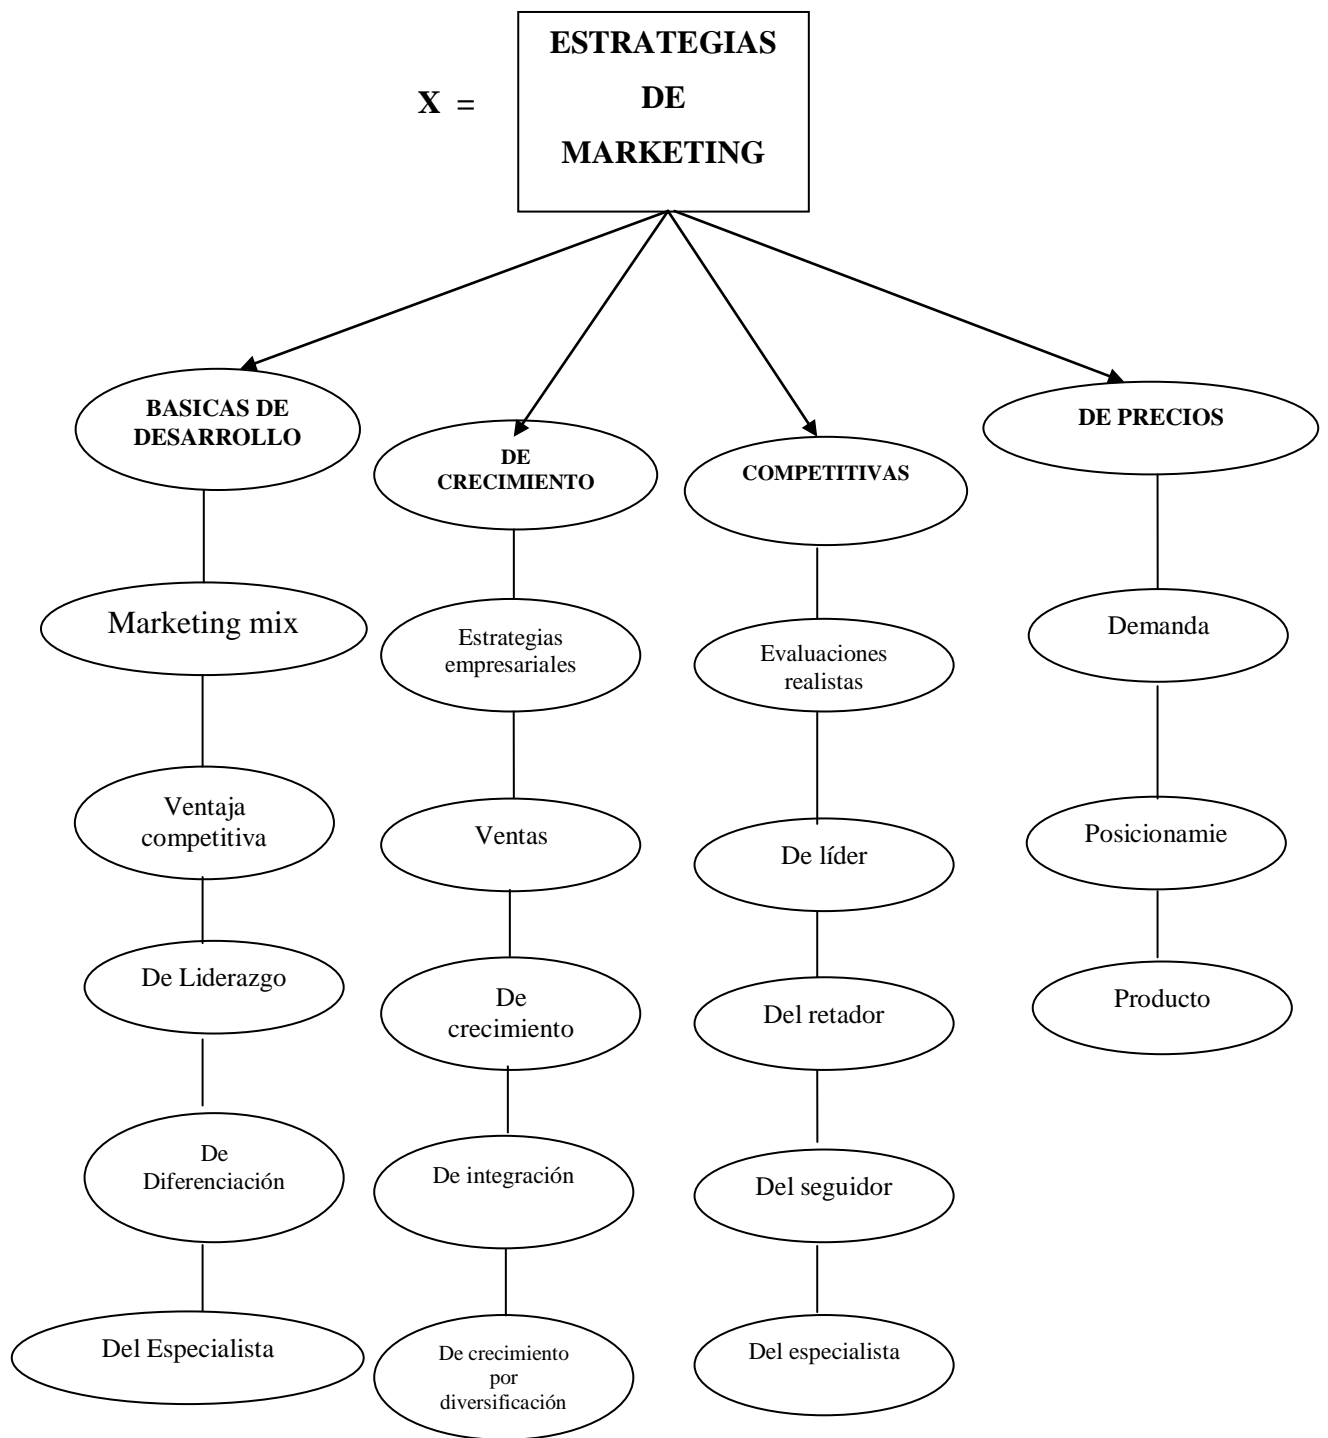 ESTRATEGIAS
X =
DE
MARKETING
BASICAS DE
DESARROLLO
Marketing mix
Ventaja
competitiva
De Liderazgo
De
Diferenciación
Del Especialista
DE
CRECIMIENTO
Estrategias
empresariales
Ventas
De
crecimiento
De integración
De crecimiento
por
diversificación
COMPETITIVAS
Evaluaciones
realistas
De líder
Del retador
Del seguidor
Del especialista
DE PRECIOS
Demanda
Posicionamie
Producto